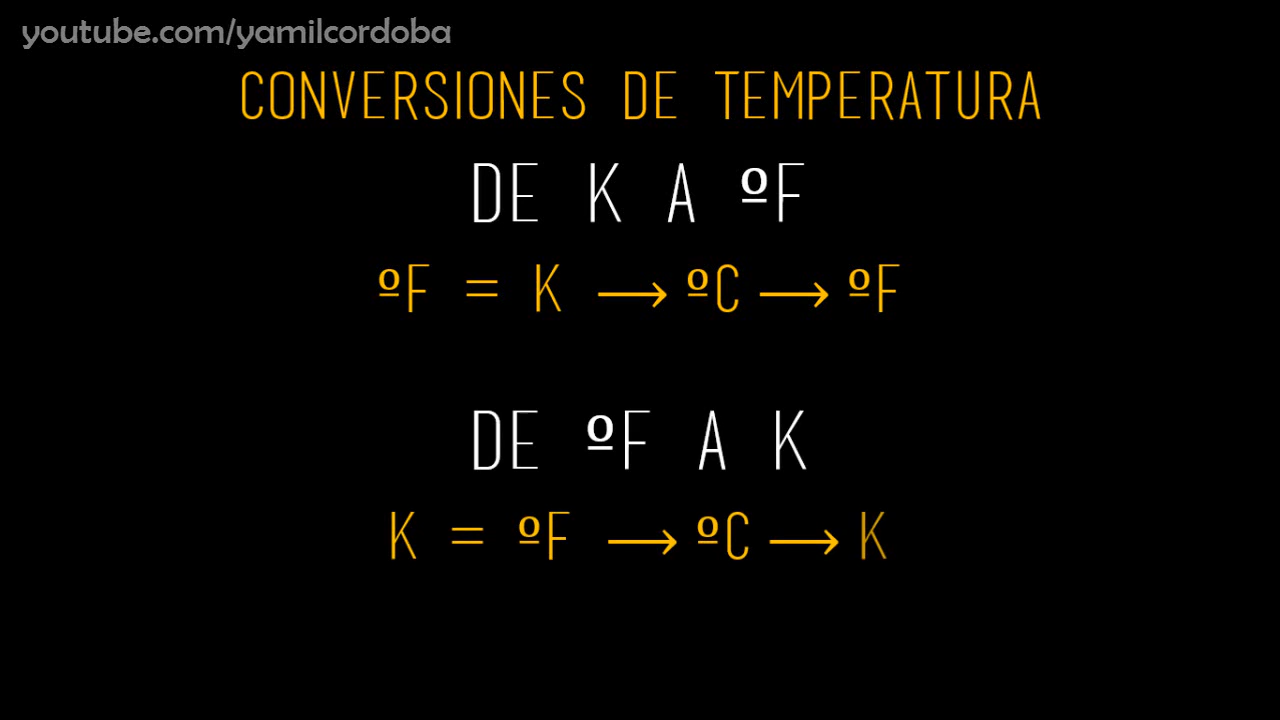 youtube.com/yamilcordoba
CONVERSIONES DE TEMPERATURA
DE K A ºF
ºF = K → ºC → ºF
DE ºF A K
K = ºF → ºC → K